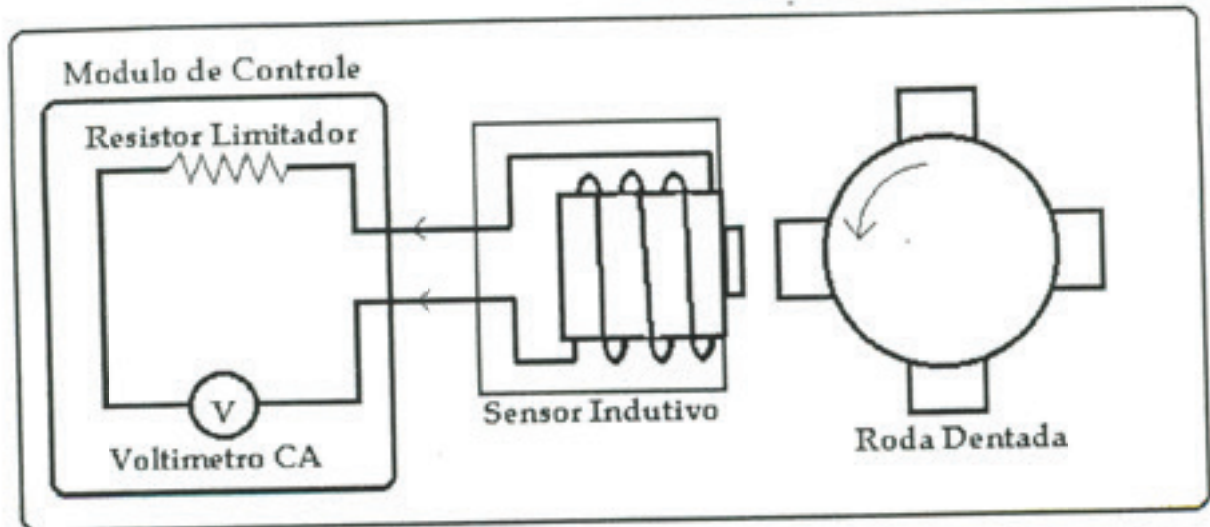 Modulo de Controle
Resistor Limitador
V
Voltimetro CA
Sensor Indutivo
Roda Dentada